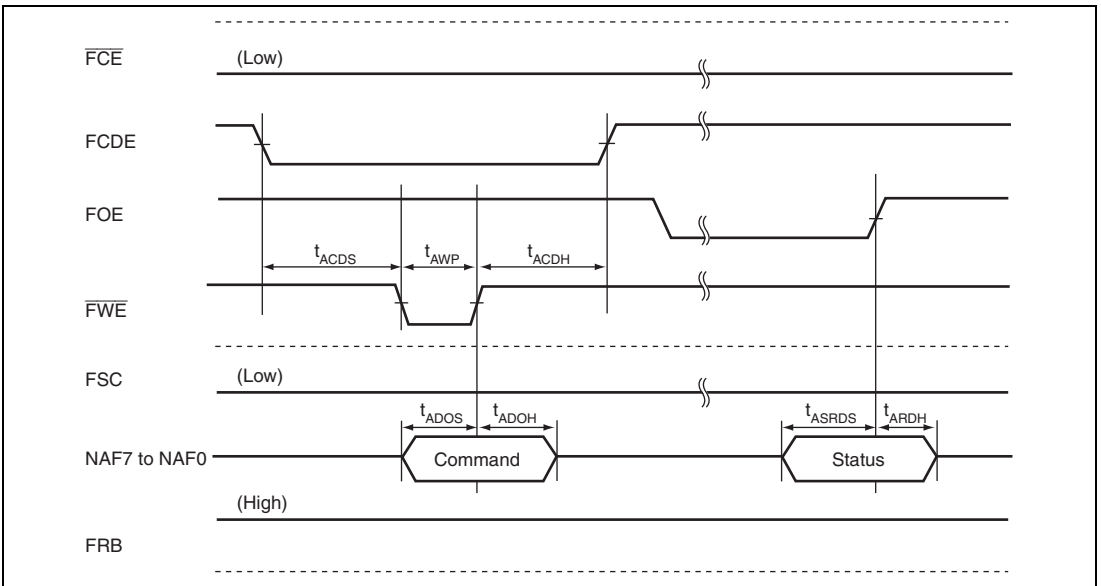 FCE (Low)
FCDE
FOE
tACDS tAWP tACDH
FWE
FSC (Low)
tADOS tADOH tASRDS tARDH
NAF7 to NAF0 Command Status
(High)
FRB